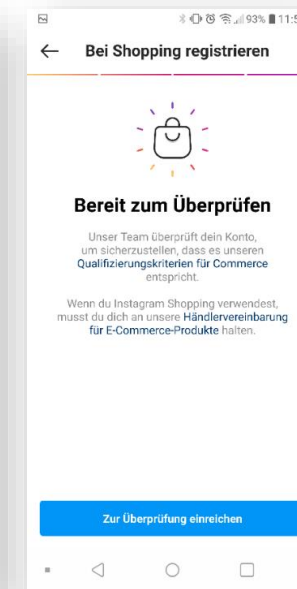 93% 11:5
Bei Shopping registrieren
Bereit zum Überprüfen
Unser Team überprüft dein Konto,
um sicherzustellen, dass es unseren
Qualifizierungskriterien für Commerce
entspricht.
Wenn du Instagram Shopping verwendest,
musst du dich an unsere Händlervereinbarung
für E-Commerce-Produkte halten.
Zur Überprüfung einreichen